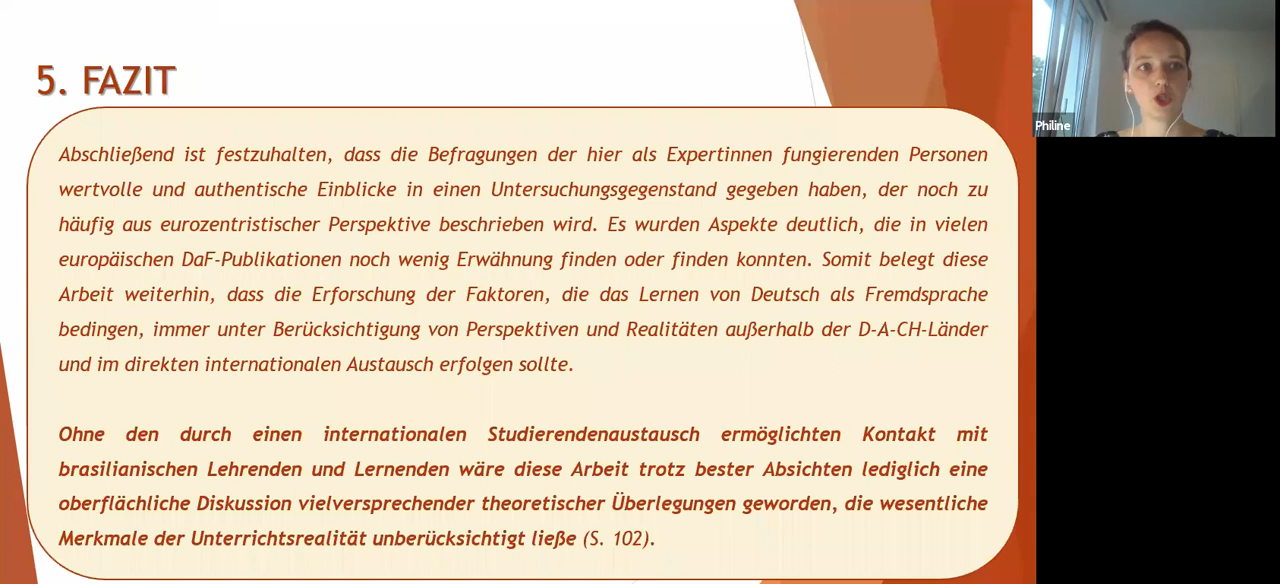 5. FAZIT
Abschließend ist festzuhalten, dass die Befragungen der hier als Expertinnen fungierenden Personen
wertvolle und authentische Einblicke in einen Untersuchungsgegenstand gegeben haben, der noch zu
häufig aus eurozentristischer Perspektive beschrieben wird. Es wurden Aspekte deutlich, die in vielen
europäischen DaF-Publikationen noch wenig Erwähnung finden oder finden konnten. Somit belegt diese
Arbeit weiterhin, dass die Erforschung der Faktoren, die das Lernen von Deutsch als Fremdsprache
bedingen, immer unter Berücksichtigung von Perspektiven und Realitäten außerhalb der D-A-CH-Länder
und im direkten internationalen Austausch erfolgen sollte.
Ohne den durch einen internationalen Studierendenaustausch ermöglichten Kontakt mit
brasilianischen Lehrenden und Lernenden wäre diese Arbeit trotz bester Absichten lediglich eine
oberflächliche Diskussion vielversprechender theoretischer Überlegungen geworden, die wesentliche
Merkmale der Unterrichtsrealität unberücksichtigt ließe (S. 102).
Philine